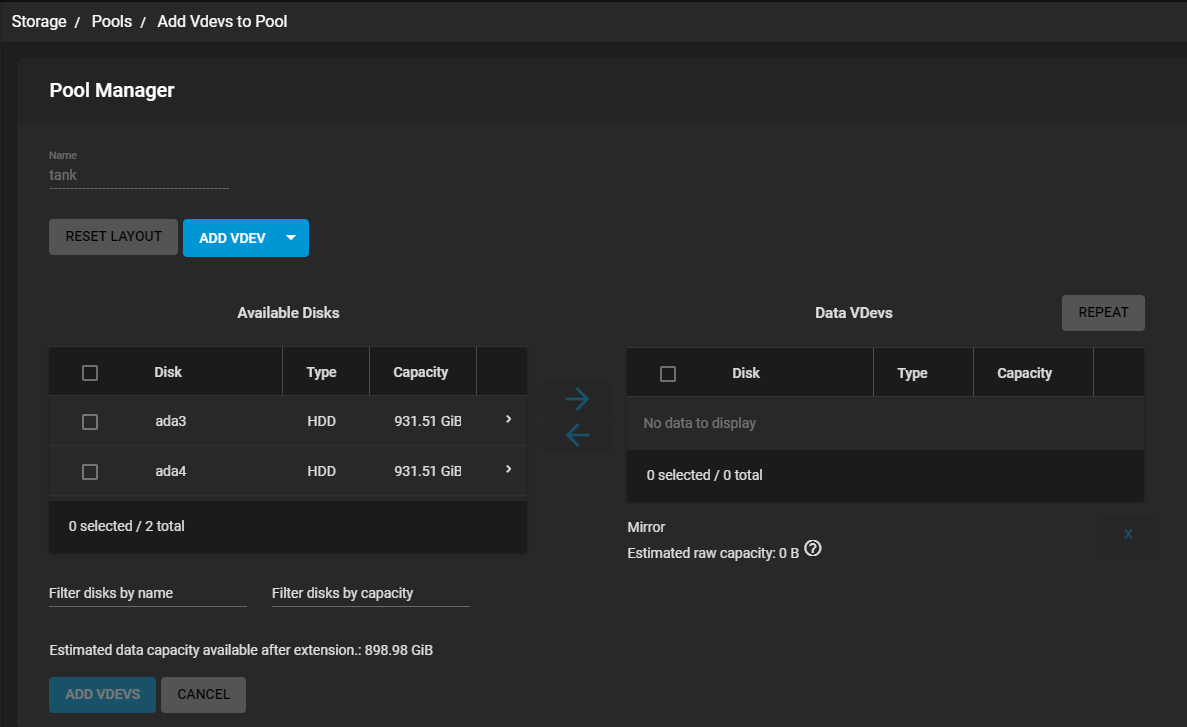 Storage / Pools / Add Vdevs to Pool
Pool Manager
Name
tank
RESET LAYOUT ADD VDEV
Available Disks
Disk Type Capacity
ada3 HDD 931.51 GiB
ada4 HDD 931.51 GiB
0 selected / 2 total
Filter disks by name Filter disks by capacity
Data VDevs REPEAT
Disk Type Capacity
No data to display
0 selected / 0 total
Mirror X
Estimated raw capacity: 0 B ?
Estimated data capacity available after extension.: 898.98 GiB
ADD VDEVS CANCEL